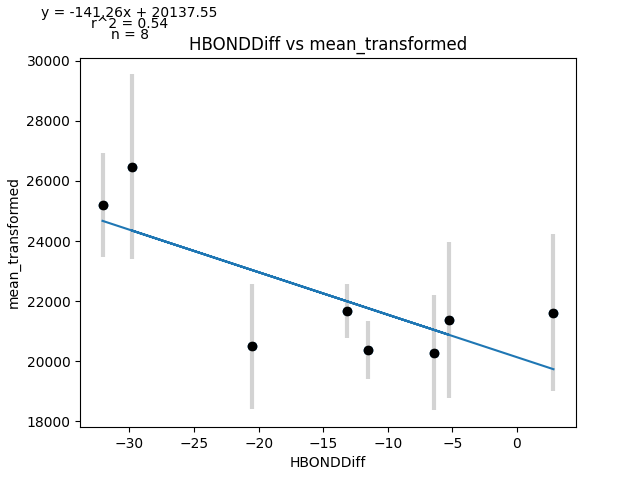 y = -141.26x + 20137.55
r^2 = 0.54
n = 8
HBONDDiff vs mean_transformed
30000
28000
26000
24000
22000
20000
18000
mean_transformed
−30
−25
−20
−15
−10
−5
0
HBONDDiff